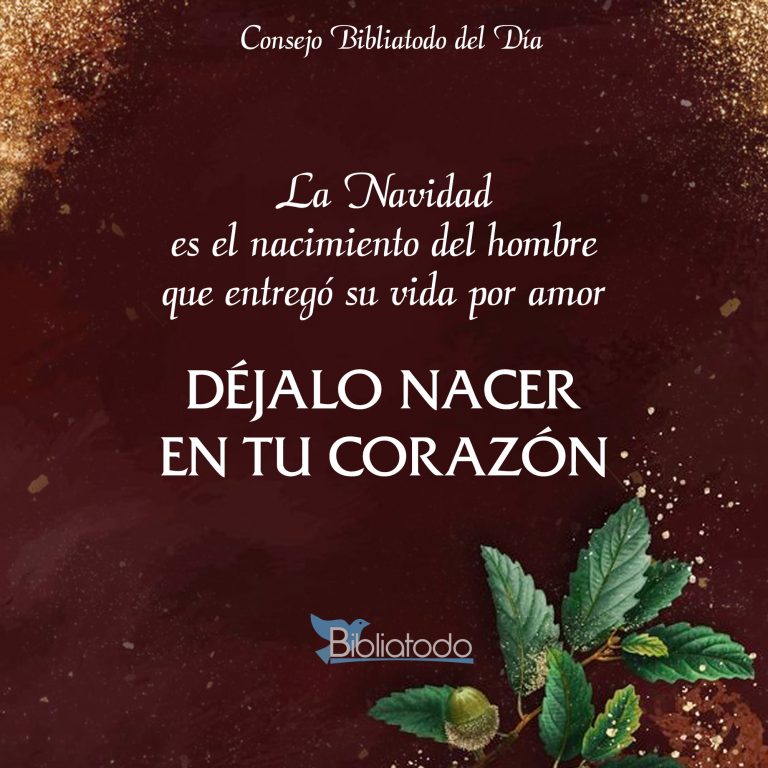 Consejo Bibliatodo del Día
La Navidad
es el nacimiento del hombre
que entregó su vida por amor
DÉJALO NACER
EN TU CORAZÓN
Bibliatodo